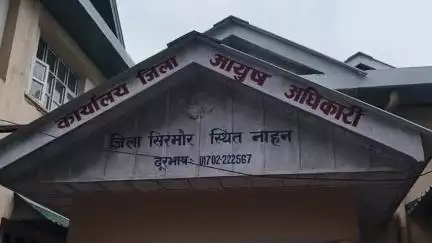 कार्यालय जिला आयुष अधिकारी
जिला सिरमौर स्थित नाहन
दूरभाष- 01702-222567